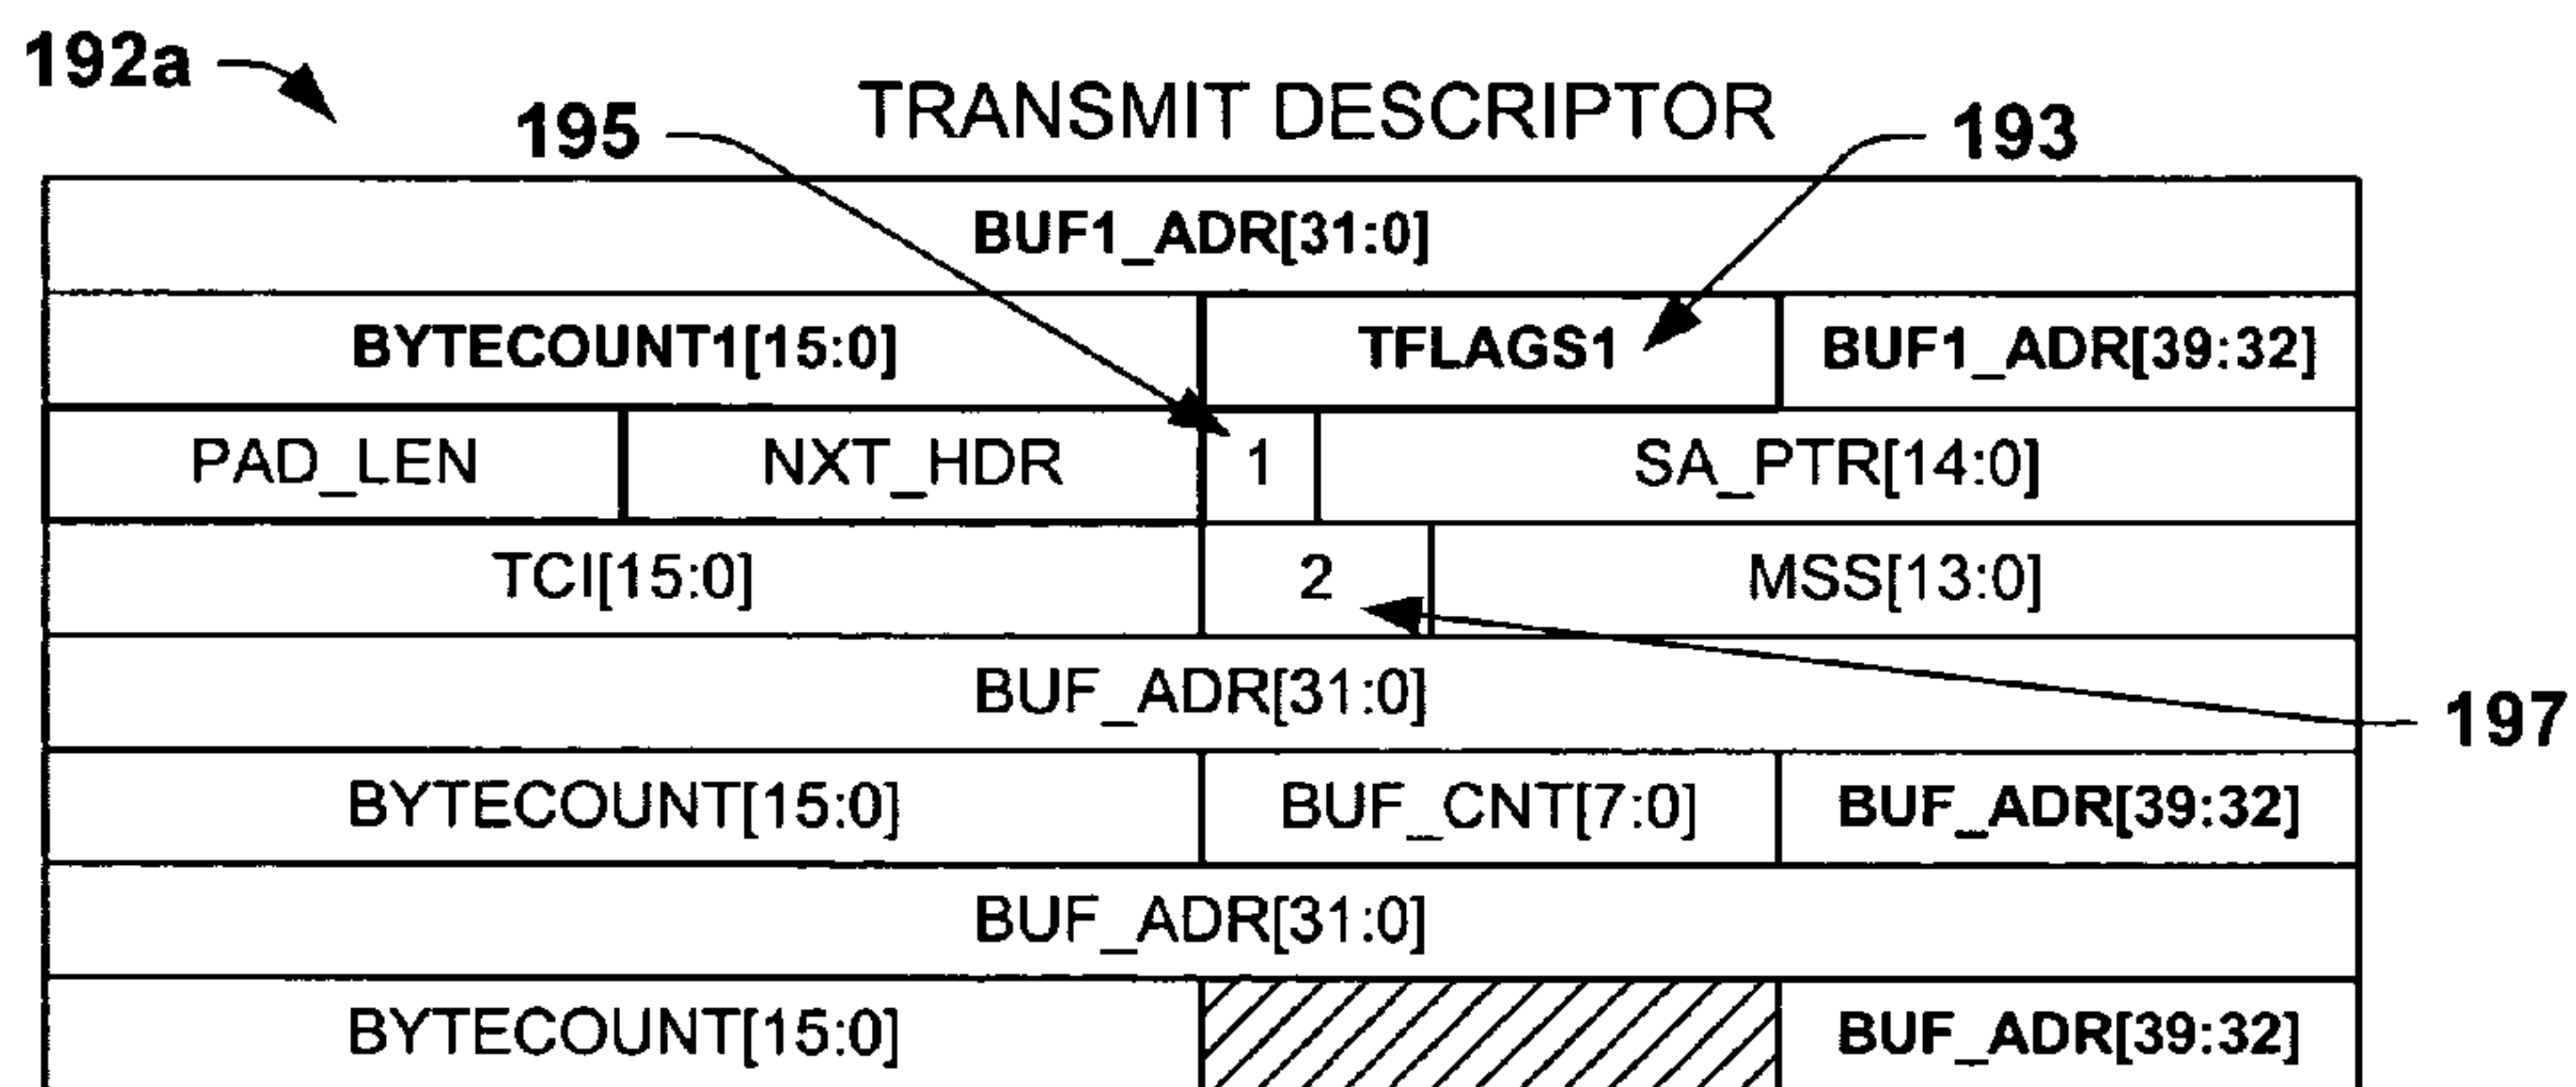 192a
TRANSMIT DESCRIPTOR
195
193
BUF1_ADR[31:0]
BYTECOUNT1[15:0] TFLAGS1 BUF1_ADR[39:32]
PAD_LEN NXT_HDR 1 SA_PTR[14:0]
TCI[15:0] 2 MSS[13:0]
BUF_ADR[31:0]
197
BYTECOUNT[15:0] BUF_CNT[7:0] BUF_ADR[39:32]
BUF_ADR[31:0]
BYTECOUNT[15:0] BUF_ADR[39:32]